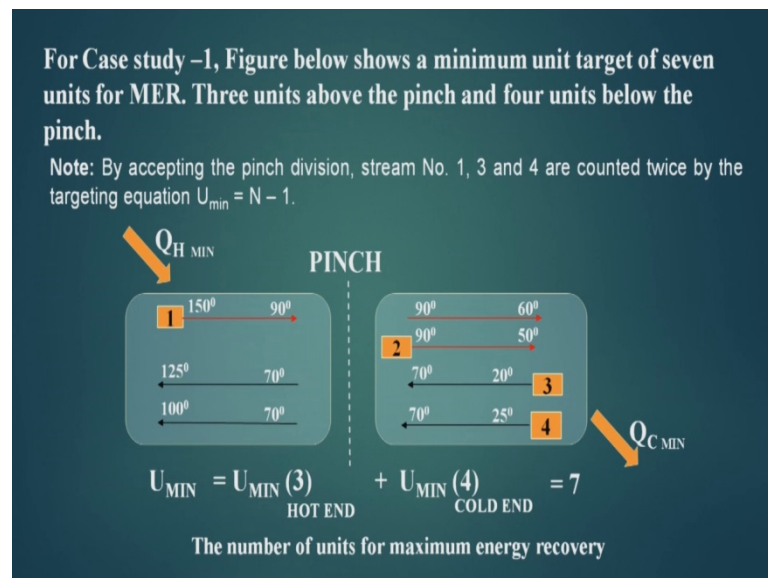 For Case study –1, Figure below shows a minimum unit target of seven
units for MER. Three units above the pinch and four units below the
pinch.
Note: By accepting the pinch division, stream No. 1, 3 and 4 are counted twice by the
targeting equation Umin = N – 1.
QH MIN
PINCH
1 150⁰ 90⁰
90⁰ 60⁰
2 90⁰ 50⁰
125⁰ 70⁰
70⁰ 20⁰ 3
100⁰ 70⁰
70⁰ 25⁰ 4
QC MIN
UMIN = UMIN (3) + UMIN (4) = 7
HOT END COLD END
The number of units for maximum energy recovery